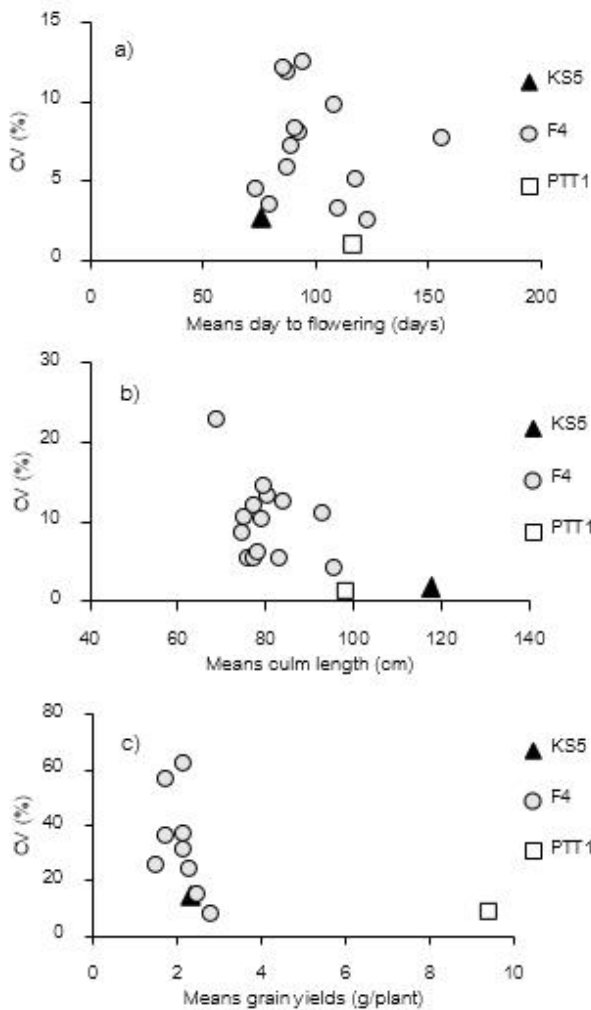 15
a)
KS5
10
CV (%)
F4
5
PTT1
0
0 50 100 150 200
Means day to flowering (days)
30
b)
KS5
20
CV (%)
F4
10
PTT1
0
40 60 80 100 120 140
Means culm length (cm)
80
c)
KS5
60
CV (%)
40
F4
20
PTT1
0
0 2 4 6 8 10
Means grain yields (g/plant)